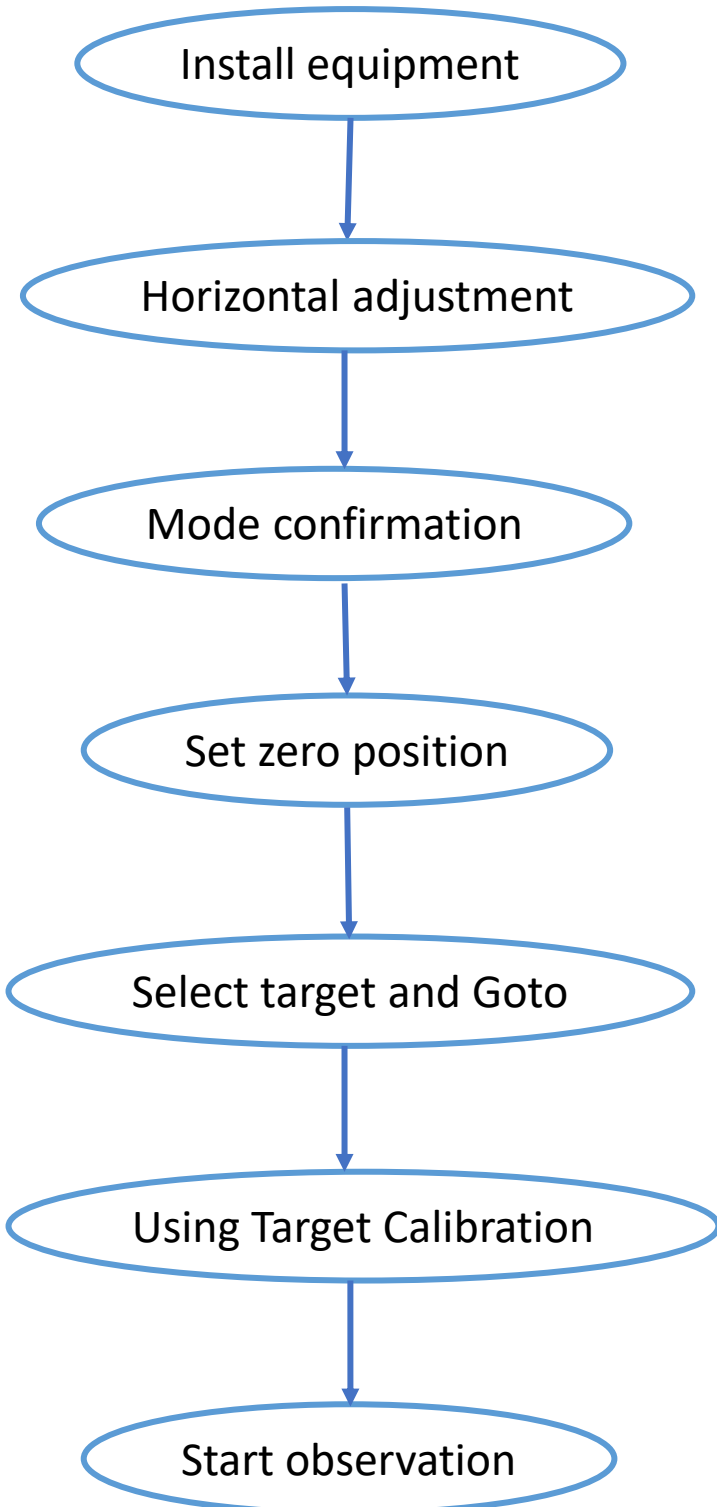 Install equipment
Horizontal adjustment
Mode confirmation
Set zero position
Select target and Goto
Using Target Calibration
Start observation